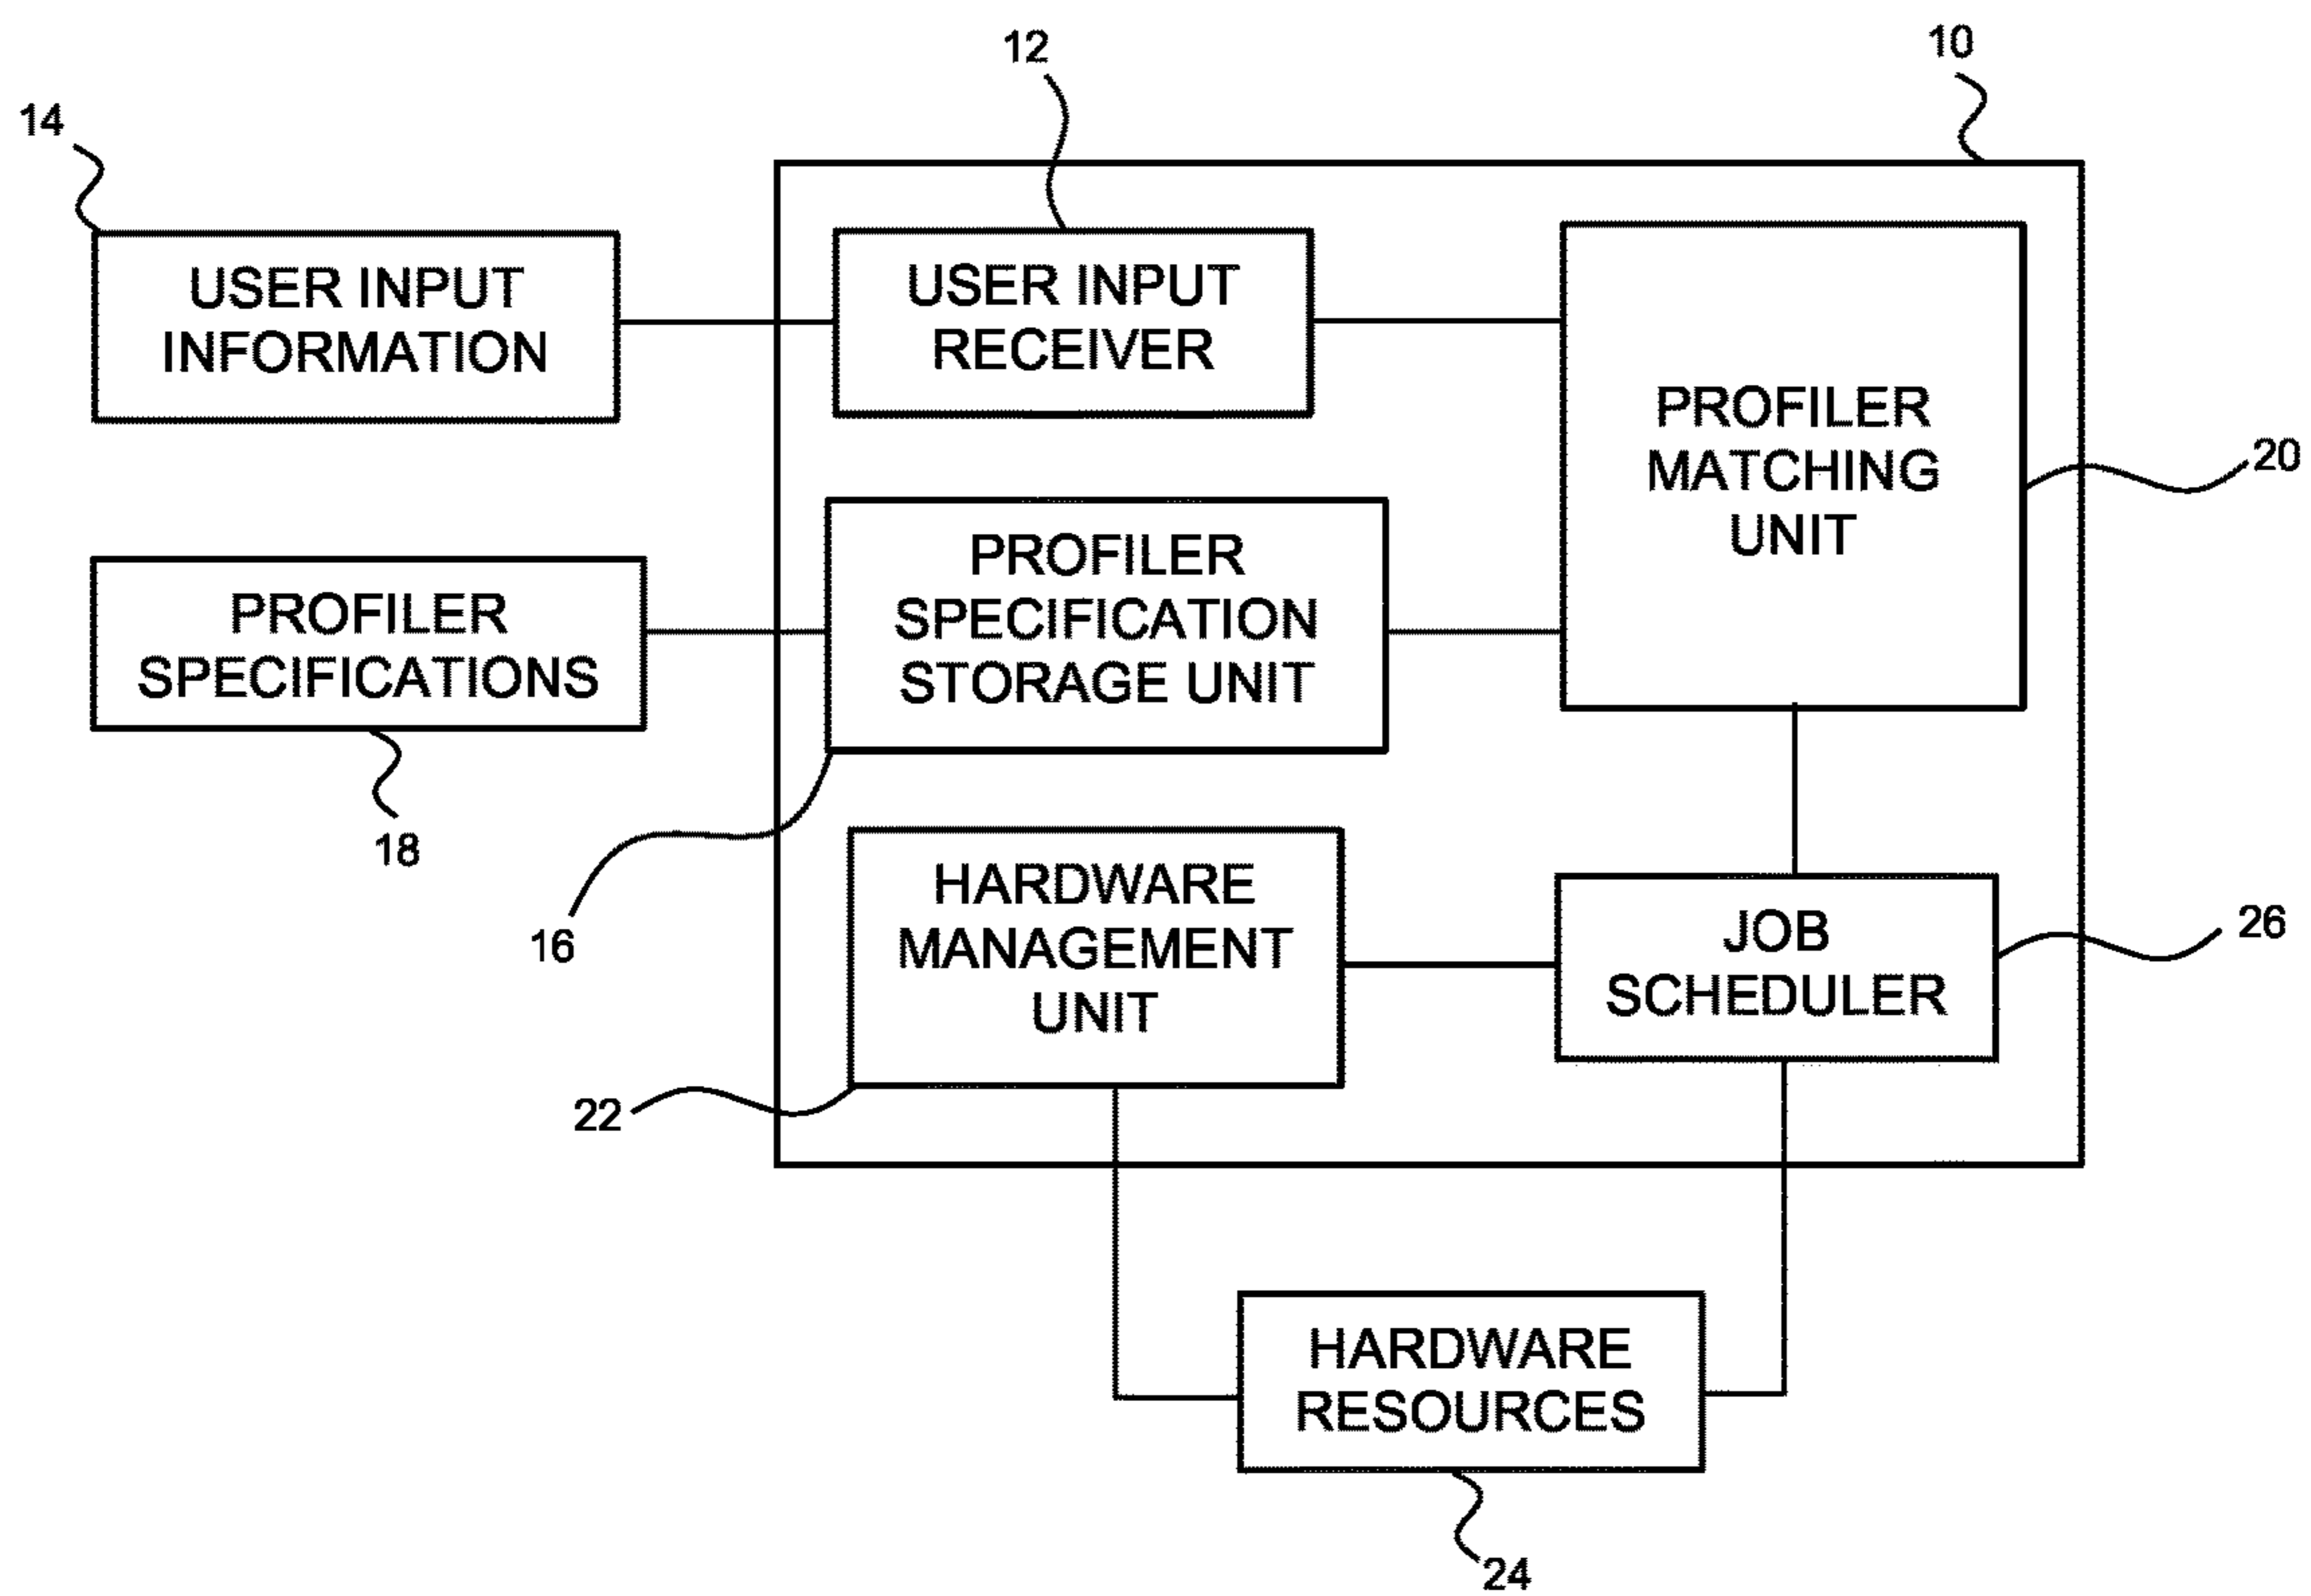 12
10
14
USER INPUT
INFORMATION
USER INPUT
RECEIVER
PROFILER
MATCHING
UNIT
20
PROFILER
SPECIFICATIONS
18
PROFILER
SPECIFICATION
STORAGE UNIT
16
HARDWARE
MANAGEMENT
UNIT
22
JOB
SCHEDULER
26
HARDWARE
RESOURCES
24